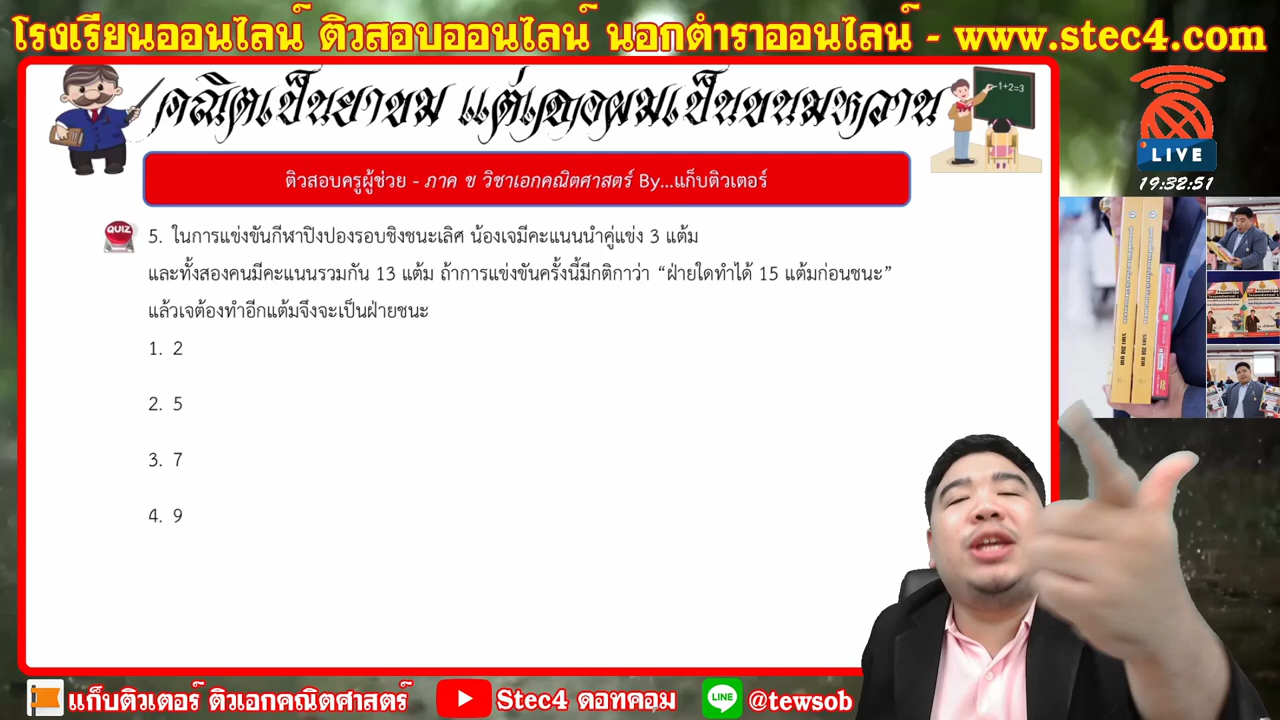 โรงเรียนออนไลน์ ติวสอบออนไลน์ นอกตำราออนไลน์ - www.stec4.com
คณิตเป็นยาขม แต่เจอผมเป็นขนมหวาน
-1+2=3
LIVE
19:32:51
ติวสอบครูผู้ช่วย - ภาค ข วิชาเอกคณิตศาสตร์ By...แก็บติวเตอร์
QUIZ
5. ในการแข่งขันกีฬาปิงปองรอบชิงชนะเลิศ น้องเจมีคะแนนนำคู่แข่ง 3 แต้ม
และทั้งสองคนมีคะแนนรวมกัน 13 แต้ม ถ้าการแข่งขันครั้งนี้มีกติกาว่า “ฝ่ายใดทำได้ 15 แต้มก่อนชนะ”
แล้วเจต้องทำอีกแต้มจึงจะเป็นฝ่ายชนะ
1. 2
2. 5
3. 7
4. 9
แก็บติวเตอร์ ติวเอกคณิตศาสตร์
Stec4 ดอทคอม
LINE
@tewsob